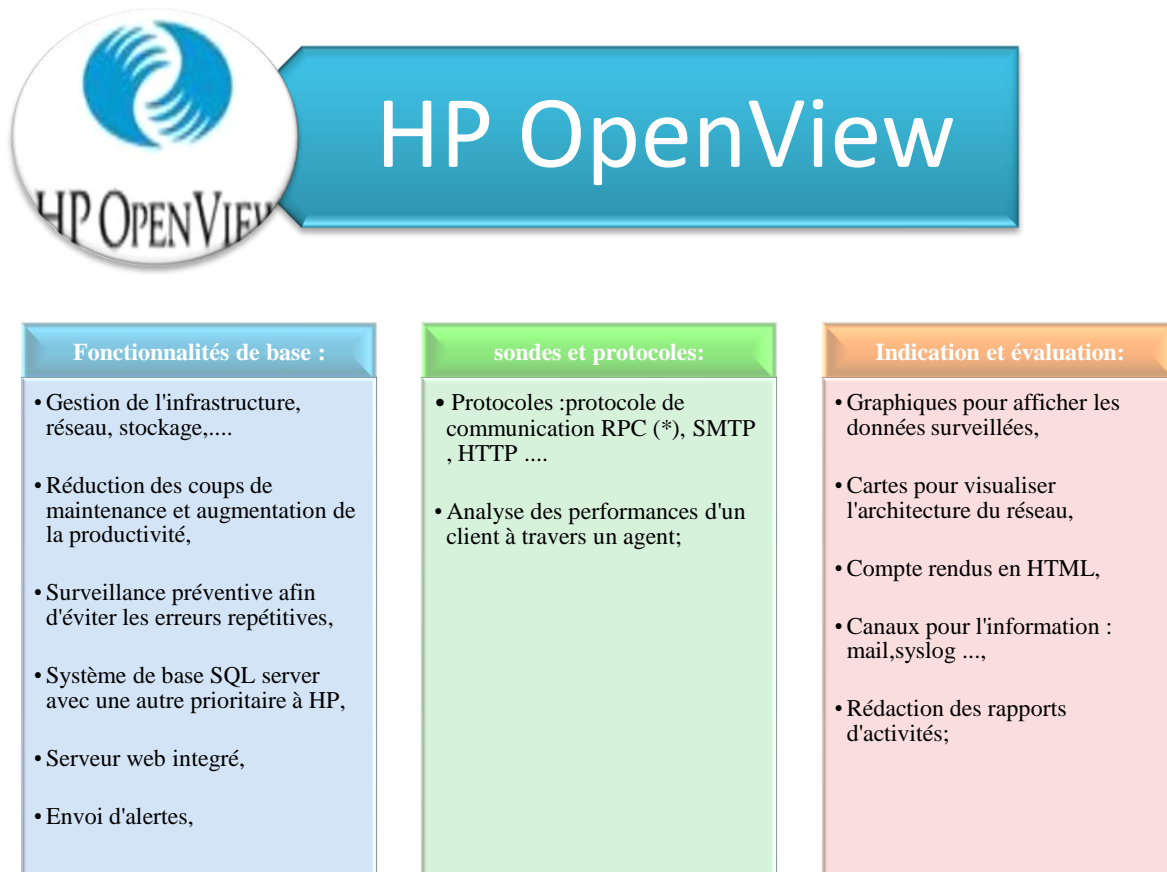 HP OPENVIEW
HP OpenView
Fonctionnalités de base :
• Gestion de l'infrastructure,
réseau, stockage,....
• Réduction des coups de
maintenance et augmentation de
la productivité,
• Surveillance préventive afin
d'éviter les erreurs repétitives,
• Système de base SQL server
avec une autre prioritaire à HP,
• Serveur web integré,
• Envoi d'alertes,
sondes et protocoles:
• Protocoles :protocole de
communication RPC (*), SMTP
, HTTP ....
• Analyse des performances d'un
client à travers un agent;
Indication et évaluation:
• Graphiques pour afficher les
données surveillées,
• Cartes pour visualiser
l'architecture du réseau,
• Compte rendus en HTML,
• Canaux pour l'information :
mail,syslog ...,
• Rédaction des rapports
d'activités;